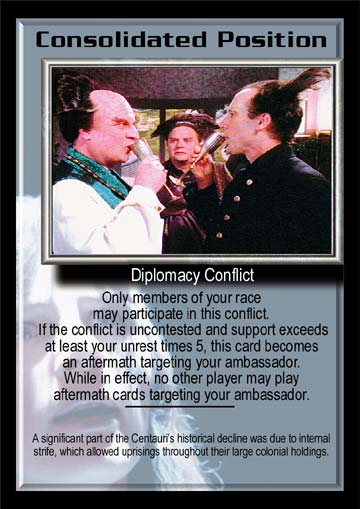 Consolidated Position
Diplomacy Conflict
Only members of your race
may participate in this conflict.
If the conflict is uncontested and support exceeds
at least your unrest times 5, this card becomes
an aftermath targeting your ambassador.
While in effect, no other player may play
aftermath cards targeting your ambassador.
A significant part of the Centauri's historical decline was due to internal
strife, which allowed uprisings throughout their large colonial holdings.